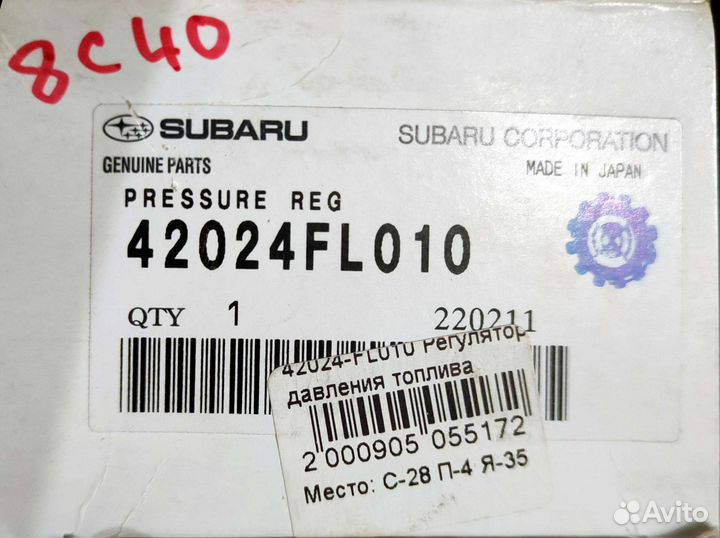 8C40
SUBARU
SUBARU CORPORATION
GENUINE PARTS
MADE IN JAPAN
PRESSURE REG
42024FL010
QTY 1
220211
42024-FL010 Регулятор
давления топлива
2 000905 055172
Место: С-28 П-4 Я-35
Avito